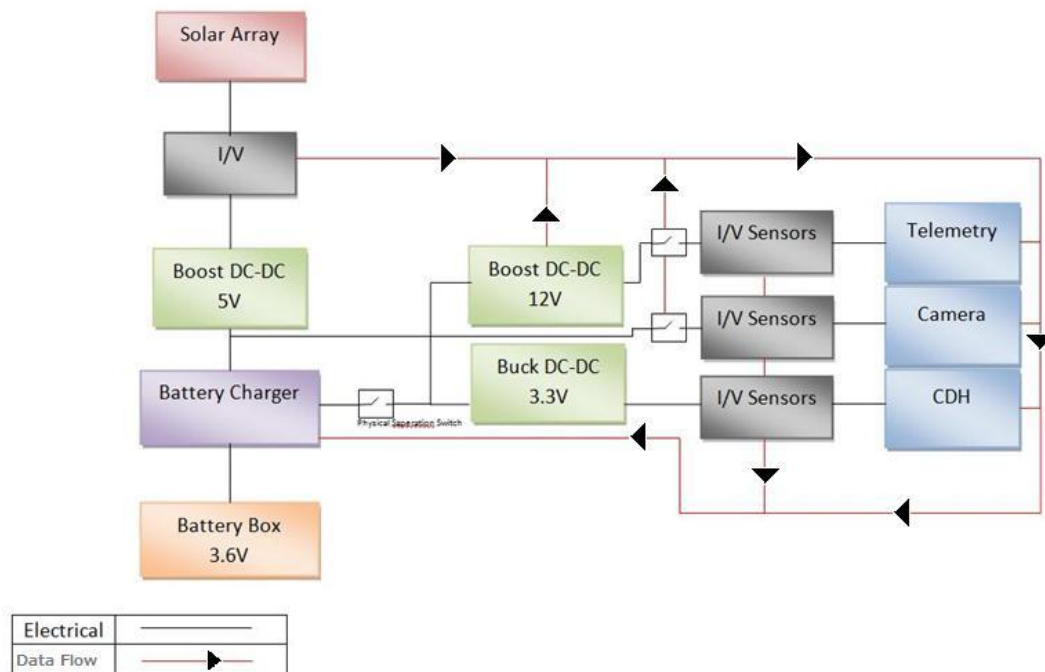 Solar Array
I/V
Boost DC-DC
5V
Boost DC-DC
12V
I/V Sensors
Telemetry
I/V Sensors
Camera
Battery Charger
Buck DC-DC
3.3V
I/V Sensors
CDH
Physical Seperation Switch
Battery Box
3.6V
Electrical
Data Flow